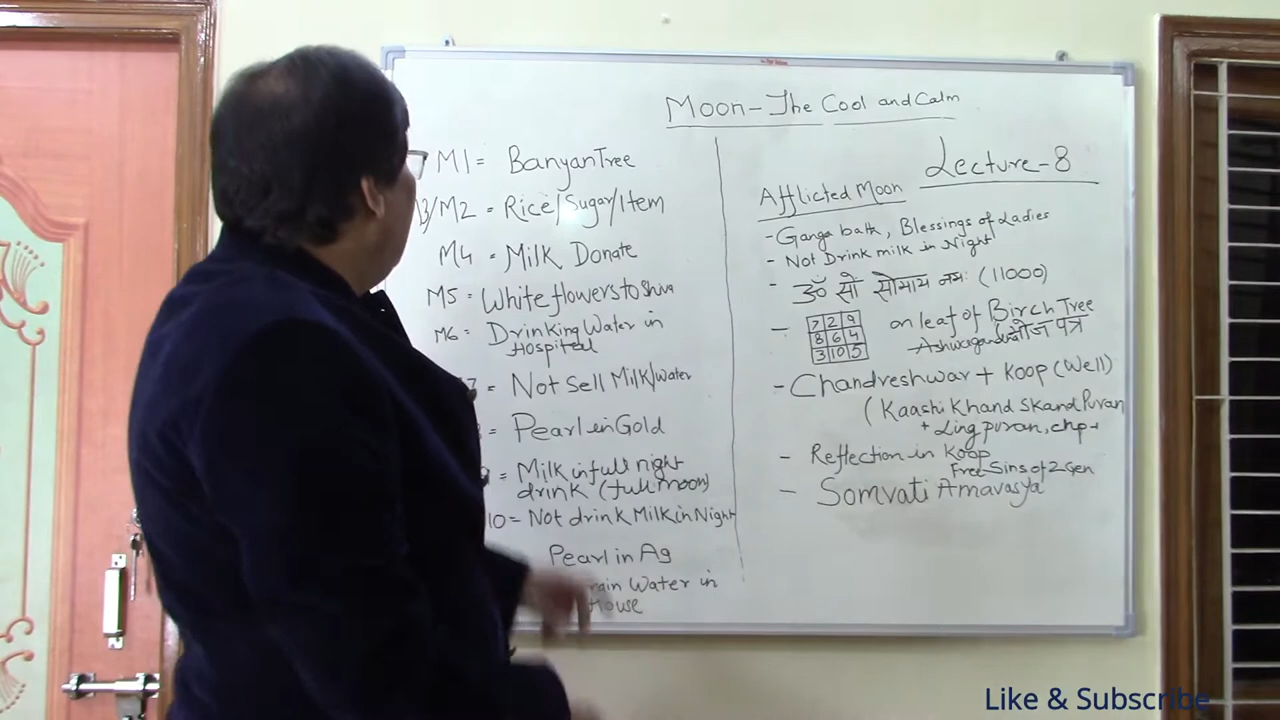 Moon - The Cool and Calm
M1 = Banyan Tree
3/M2 = Rice/Sugar/Item
M4 = Milk Donate
M5 = White flowers to Shiva
M6 = Drinking Water in
Hospital
7 = Not Sell Milk/Water
= Pearl in Gold
9 = Milk in full night
drink (full moon)
10 = Not drink Milk in Night
Pearl in Ag
rain Water in
House
Lecture - 8
Afflicted Moon
- Ganga bath, Blessings of Ladies
- Not Drink milk in Night
- ॐ सों सोमाय नमः (11000)
- 7 2 9
8 6 4
3 10 5
on leaf of Birch Tree
भोज पत्र
- Chandreshwar + Koop (Well)
(Kaashi Khand Skand Puran
+ Ling puran, chp -
- Reflection in Koop
Free Sins of 2 Gen
- Somvati Amavasya
Like & Subscribe